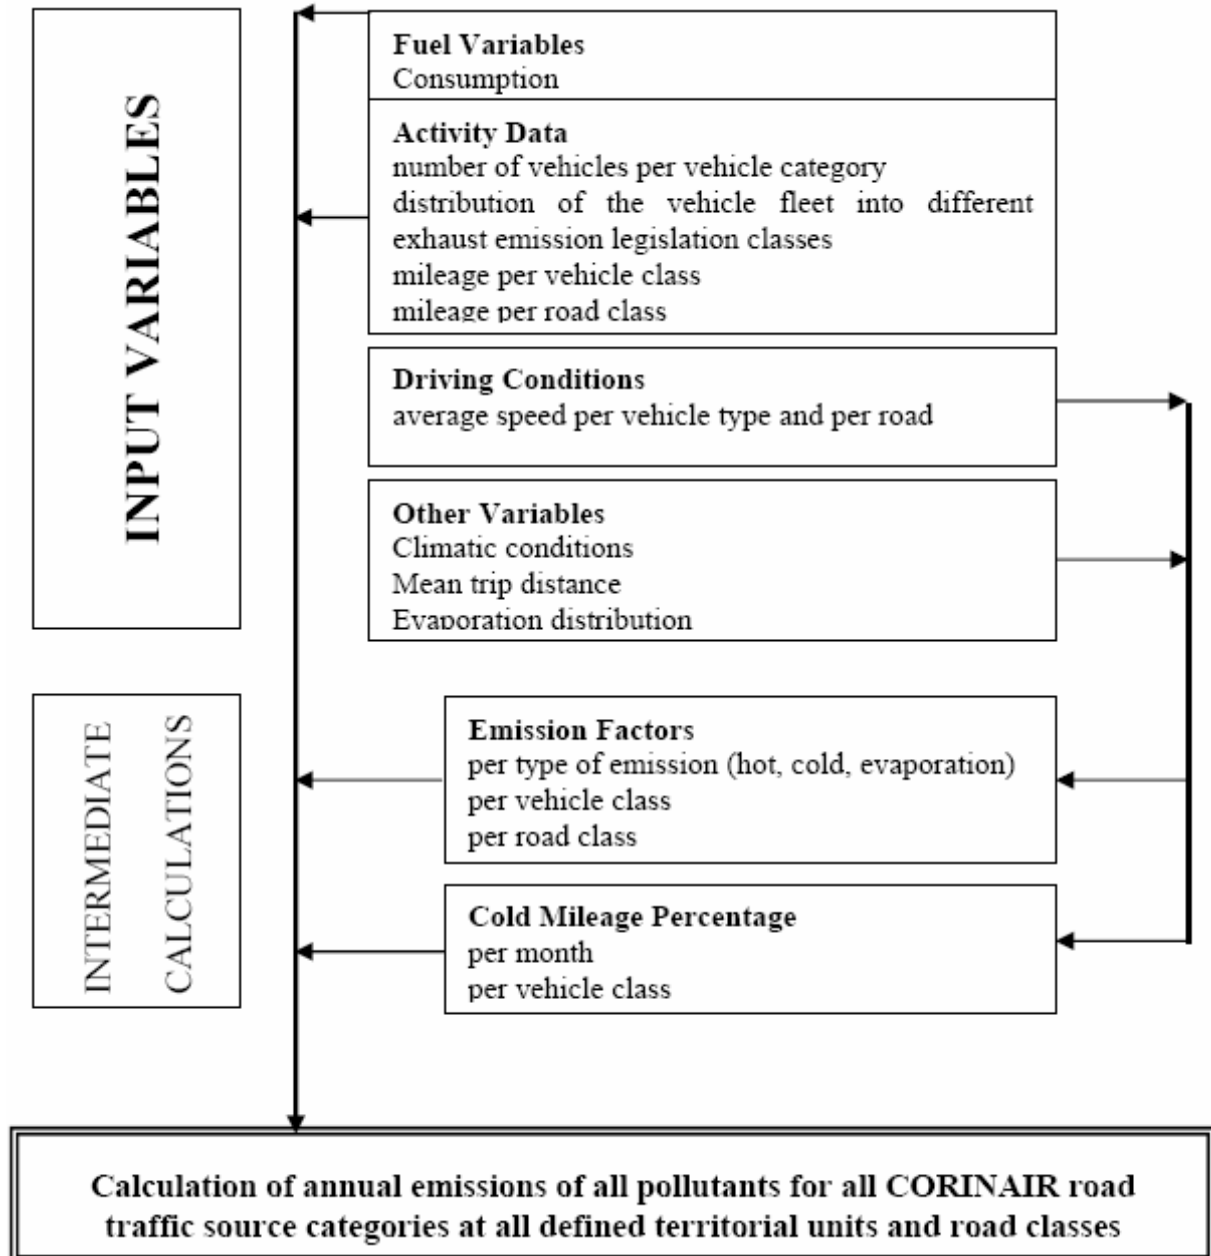 INPUT VARIABLES
Fuel Variables
Consumption
Activity Data
number of vehicles per vehicle category
distribution of the vehicle fleet into different
exhaust emission legislation classes
mileage per vehicle class
mileage per road class
Driving Conditions
average speed per vehicle type and per road
Other Variables
Climatic conditions
Mean trip distance
Evaporation distribution
INTERMEDIATE
CALCULATIONS
Emission Factors
per type of emission (hot, cold, evaporation)
per vehicle class
per road class
Cold Mileage Percentage
per month
per vehicle class
Calculation of annual emissions of all pollutants for all CORINAIR road
traffic source categories at all defined territorial units and road classes